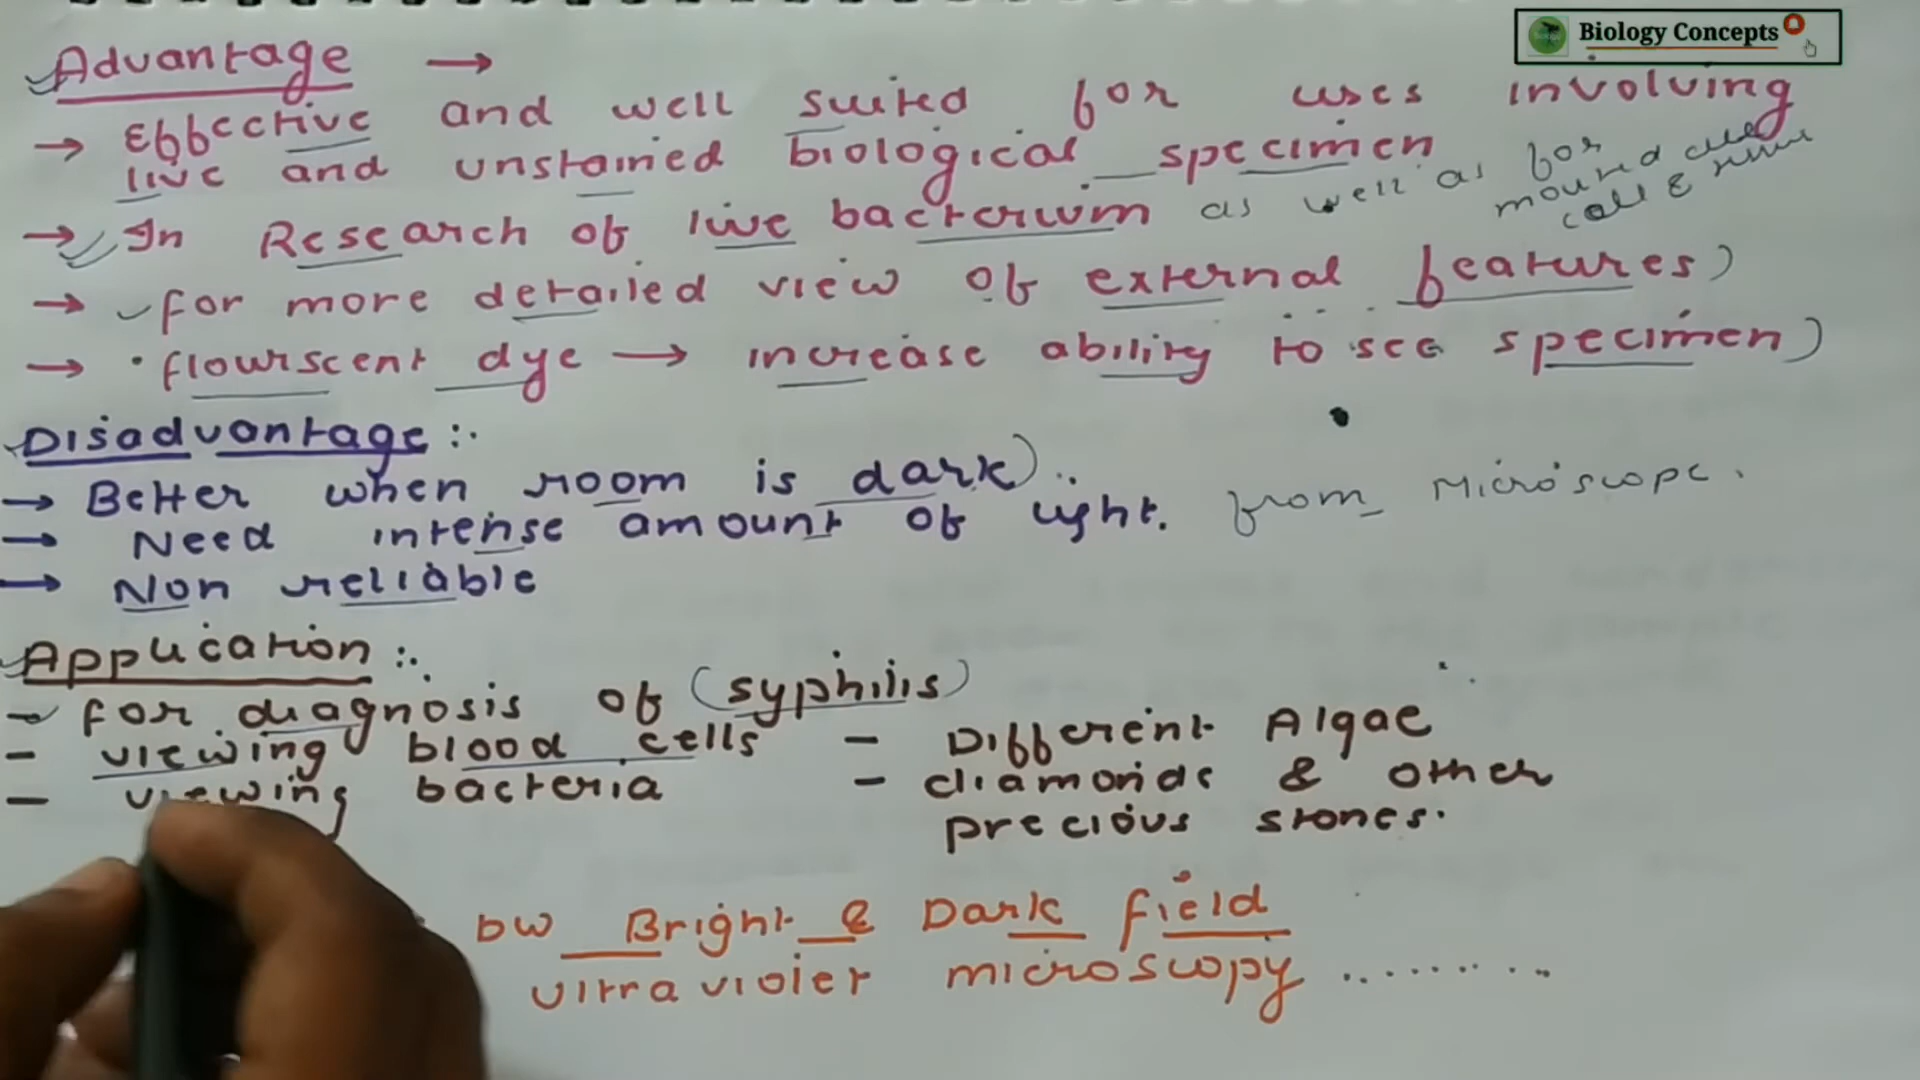 Biology Concepts
Advantage →
→ Effective and well suited for uses involving
live and unstained biological specimen
→ In Research of live bacterium as well as for
mounted
cell &
→ for more detailed view of external features)
→ flourscent dye → increase ability to see specimen)
Disadvantage :-
→ Better when room is dark)..
→ Need intense amount of light. from Microscope.
→ Non reliable
Application :-
- for diagnosis of (syphilis)
- viewing blood cells
- viewing bacteria
- Different Algae
- diamonds & other
precious stones.
bw Bright & Dark field
ultraviolet microscopy ..........